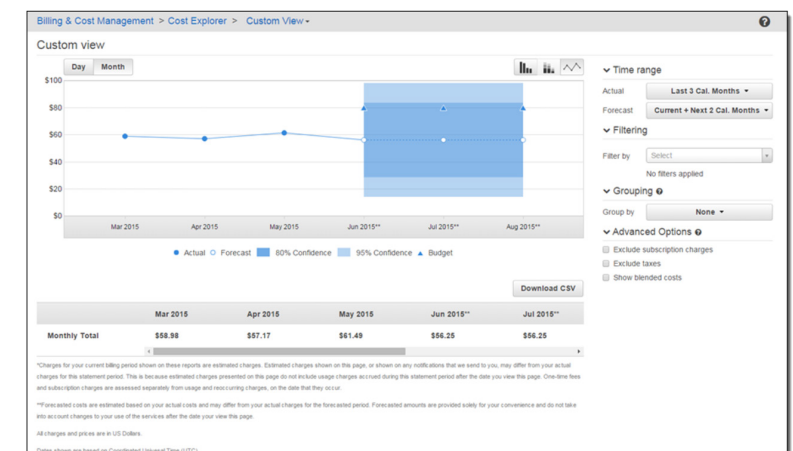 Billing & Cost Management > Cost Explorer > Custom View
Custom view
Day Month
$100
$80
$60
$40
$20
$0
Mar 2015 Apr 2015 May 2015 Jun 2015** Jul 2015** Aug 2015**
Actual Forecast 80% Confidence 95% Confidence Budget
Download CSV
Mar 2015 Apr 2015 May 2015 Jun 2015** Jul 2015**
Monthly Total $58.98 $57.17 $61.49 $56.25 $56.25
*Charges for your current billing period shown on these reports are estimated charges. Estimated charges shown on this page, or shown on any notifications that we send to you, may differ from your actual
charges for this statement period. This is because estimated charges presented on this page do not include usage charges accrued during this statement period after the date you view this page. One-time fees
and subscription charges are assessed separately from usage and reoccurring charges, on the date that they occur.
**Forecasted costs are estimated based on your actual costs and may differ from your actual charges for the forecasted period. Forecasted amounts are provided solely for your convenience and do not take
into account changes to your use of the services after the date your view this page.
All charges and prices are in US Dollars.
Dates shown are based on Coordinated Universal Time (UTC)
Time range
Actual Last 3 Cal. Months
Forecast Current + Next 2 Cal. Months
Filtering
Filter by Select
No filters applied
Grouping
Group by None
Advanced Options
Exclude subscription charges
Exclude taxes
Show blended costs